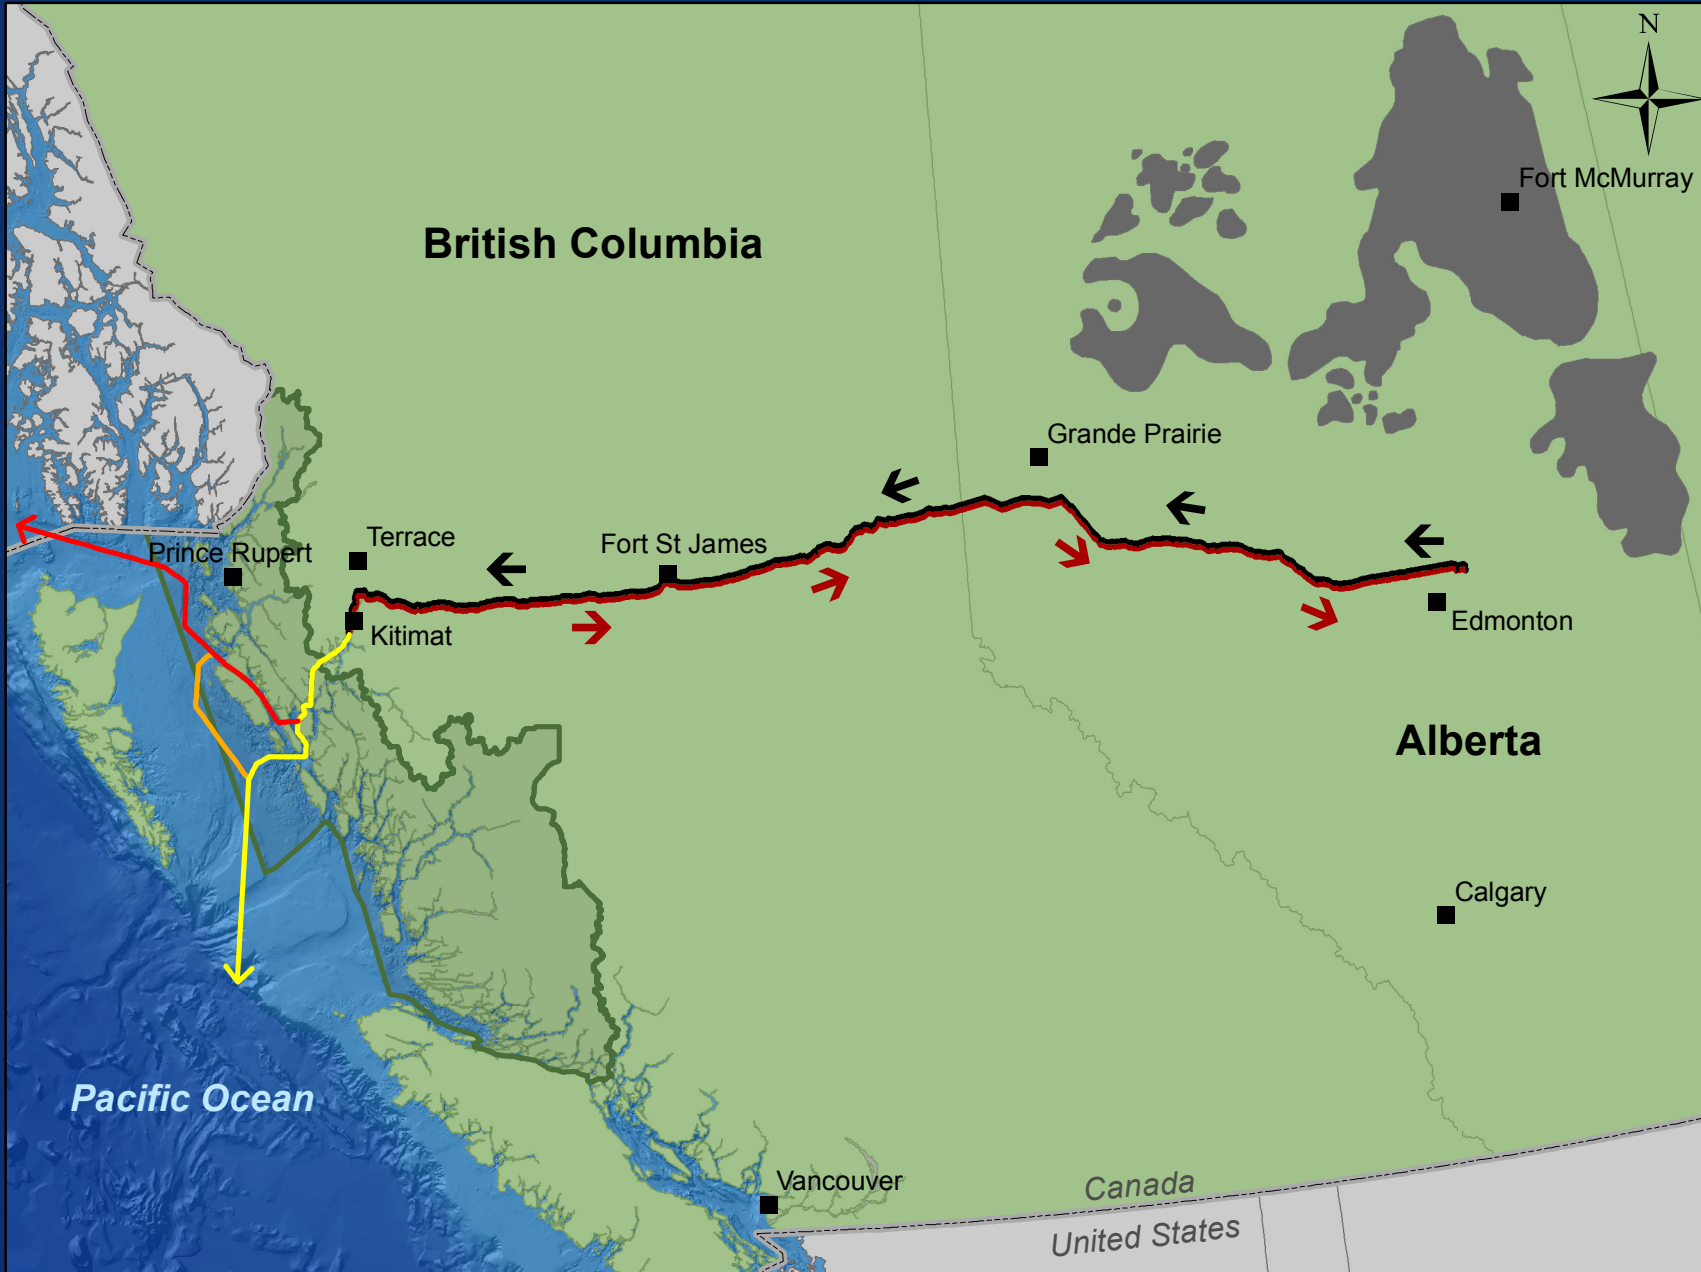 N
Fort McMurray
British Columbia
Grande Prairie
Terrace
Fort St James
Prince Rupert
Kitimat
Edmonton
Alberta
Calgary
Pacific Ocean
Vancouver
Canada
United States